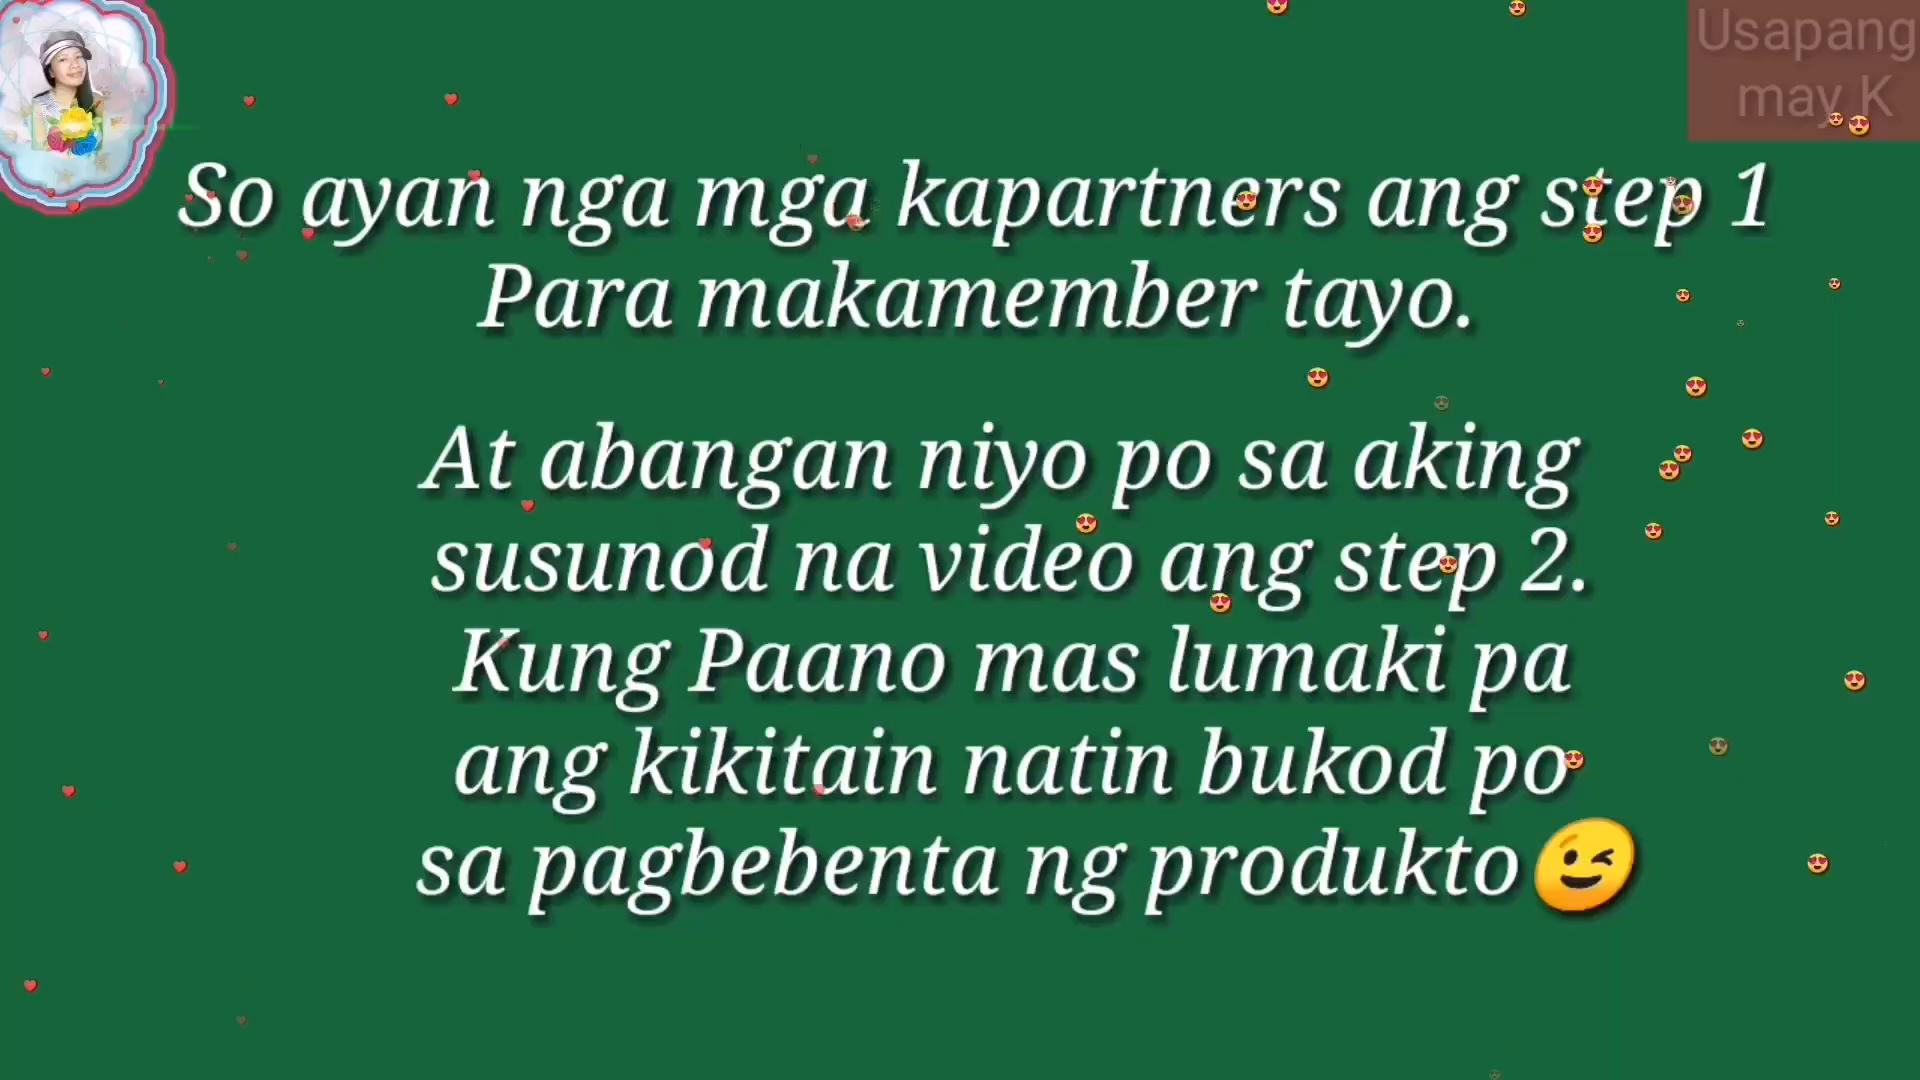 Usapang
may K
So ayan nga mga kapartners ang step 1
Para makamember tayo.
At abangan niyo po sa aking
susunod na video ang step 2.
Kung Paano mas lumaki pa
ang kikitain natin bukod po
sa pagbebenta ng produkto😉